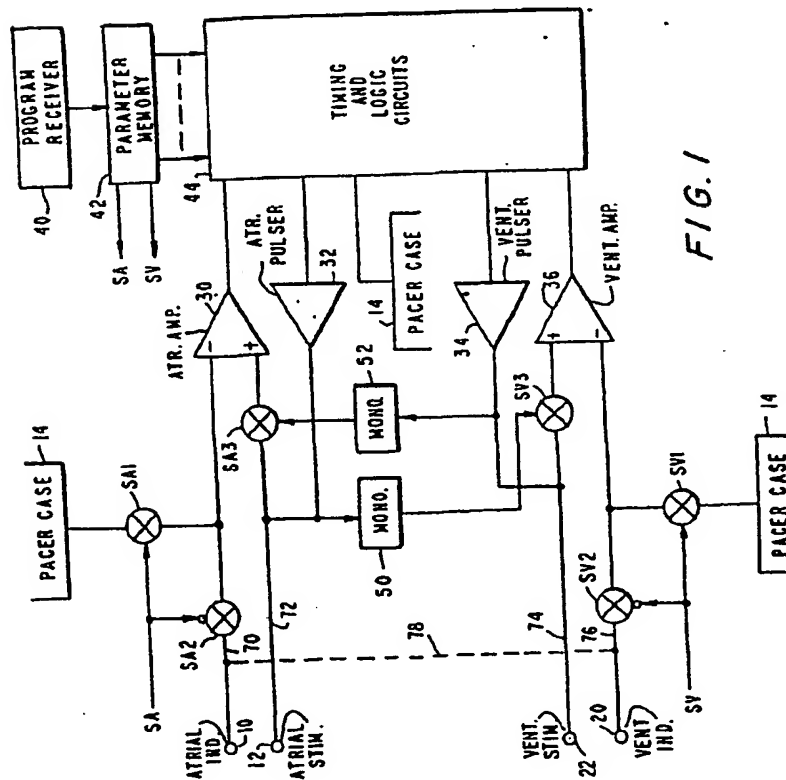 PROGRAM
RECEIVER
40
PARAMETER
MEMORY
42
SA
SV
44
TIMING
AND
LOGIC
CIRCUITS
PACER CASE
14
SA1
SA
SA2
70
ATRIAL
IND.
10
ATRIAL
STIM.
12
72
ATR. AMP.
30
-
+
ATR.
PULSER
32
SA3
MONO.
52
MONO.
50
14
PACER CASE
VENT. PULSER
34
SV3
36
+
-
VENT. AMP.
78
74
VENT
STIM.
22
76
SV2
20
VENT
IND.
SV
SV1
14
PACER CASE
FIG. 1